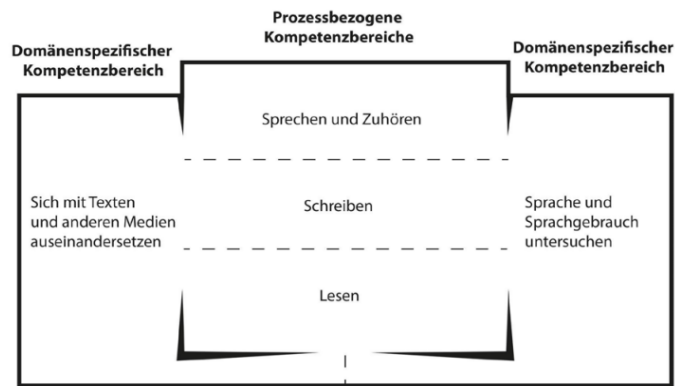 Prozessbezogene
Kompetenzbereiche
Domänenspezifischer
Kompetenzbereich
Domänenspezifischer
Kompetenzbereich
Sprechen und Zuhören
Sich mit Texten
und anderen Medien
auseinandersetzen
Schreiben
Sprache und
Sprachgebrauch
untersuchen
Lesen